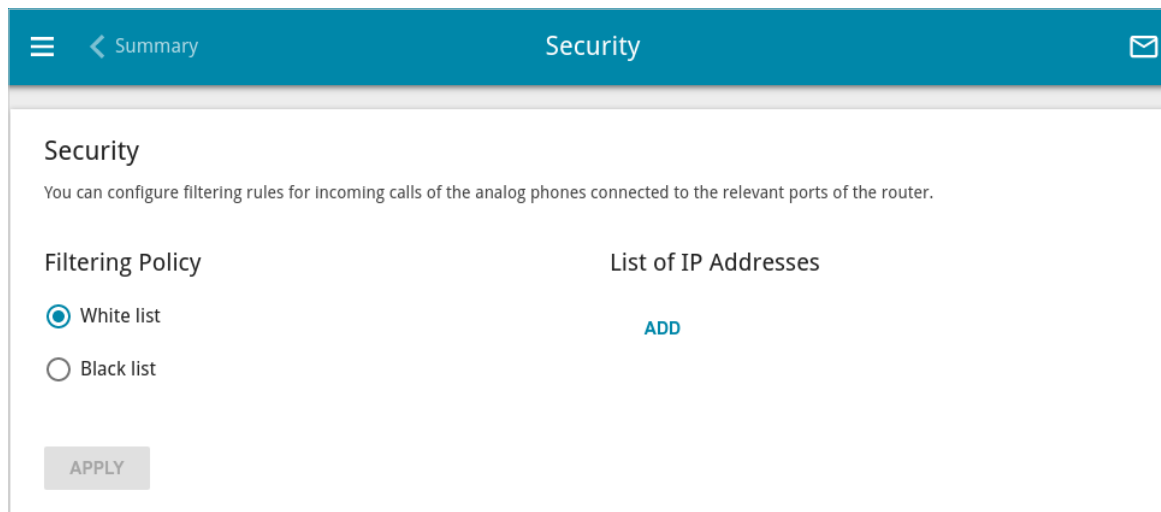 Summary
Security
Security
You can configure filtering rules for incoming calls of the analog phones connected to the relevant ports of the router.
Filtering Policy
List of IP Addresses
White list
ADD
Black list
APPLY